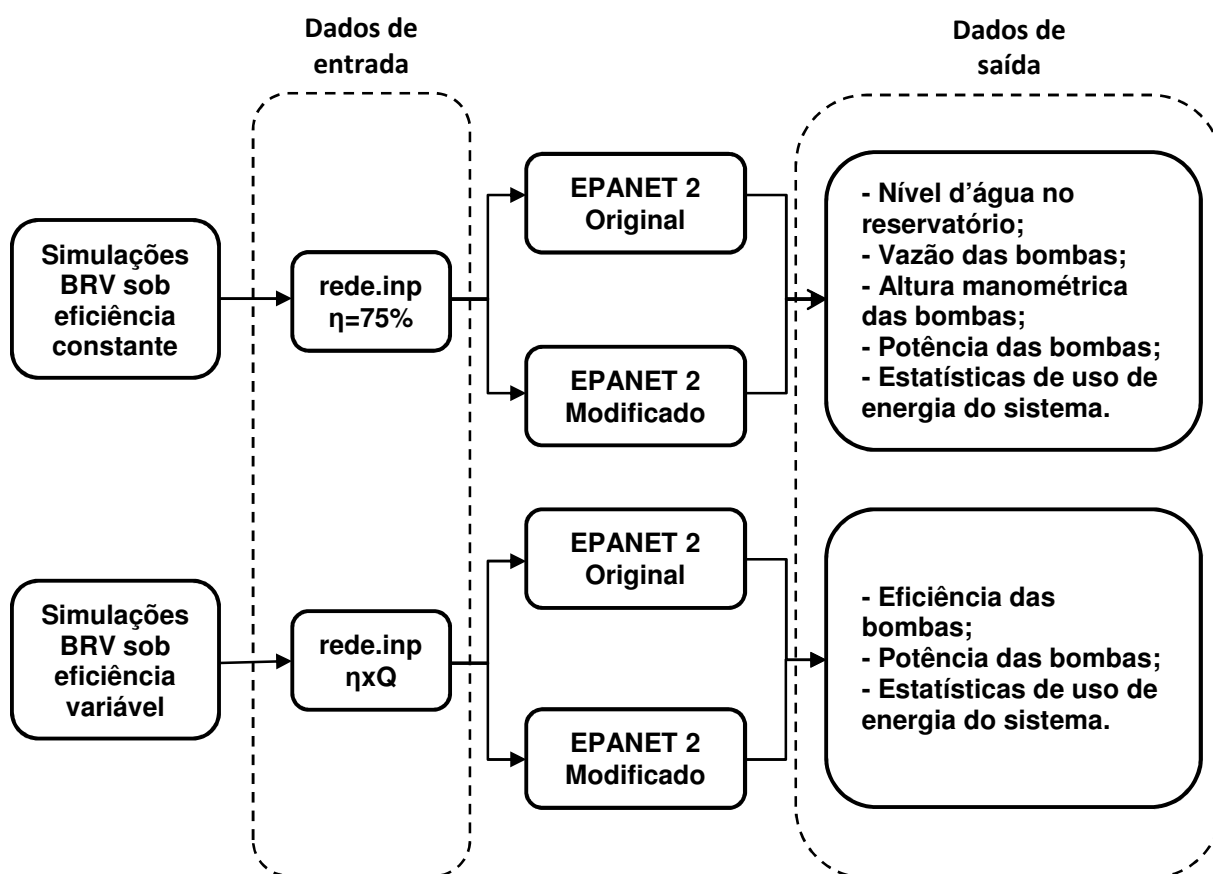 Dados de
entrada
Dados de
saída
Simulações
BRV sob
eficiência
constante
rede.inp
η=75%
EPANET 2
Original
EPANET 2
Modificado
- Nível d’água no
reservatório;
- Vazão das bombas;
- Altura manométrica
das bombas;
- Potência das bombas;
- Estatísticas de uso de
energia do sistema.
Simulações
BRV sob
eficiência
variável
rede.inp
ηxQ
EPANET 2
Original
EPANET 2
Modificado
- Eficiência das
bombas;
- Potência das bombas;
- Estatísticas de uso de
energia do sistema.